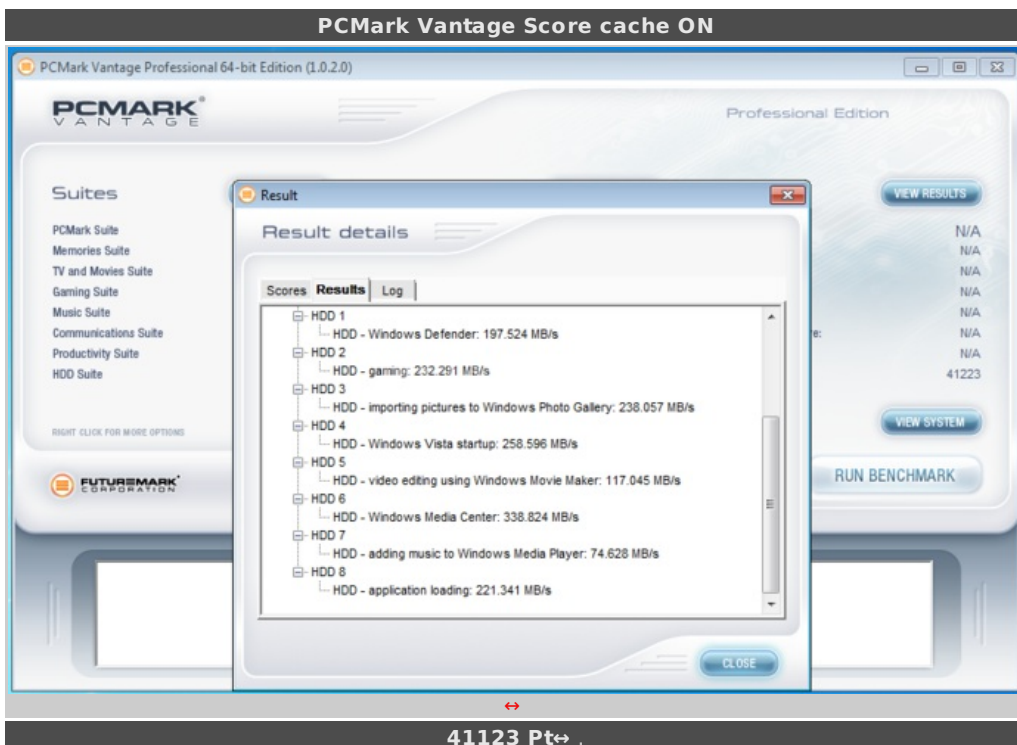 PCMark Vantage Score cache ON
PCMark Vantage Professional 64-bit Edition (1.0.2.0)
PCMARK®
VANTAGE
Professional Edition
Suites
VIEW RESULTS
PCMark Suite N/A
Memories Suite N/A
TV and Movies Suite N/A
Gaming Suite N/A
Music Suite N/A
Communications Suite re: N/A
Productivity Suite N/A
HDD Suite 41223
RIGHT CLICK FOR MORE OPTIONS
VIEW SYSTEM
FUTUREMARK
CORPORATION
RUN BENCHMARK
Result
Result details
Scores Results Log
HDD 1
HDD - Windows Defender: 197.524 MB/s
HDD 2
HDD - gaming: 232.291 MB/s
HDD 3
HDD - importing pictures to Windows Photo Gallery: 238.057 MB/s
HDD 4
HDD - Windows Vista startup: 258.596 MB/s
HDD 5
HDD - video editing using Windows Movie Maker: 117.045 MB/s
HDD 6
HDD - Windows Media Center: 338.824 MB/s
HDD 7
HDD - adding music to Windows Media Player: 74.628 MB/s
HDD 8
HDD - application loading: 221.341 MB/s
CLOSE
↔
41123 Pt↔ .